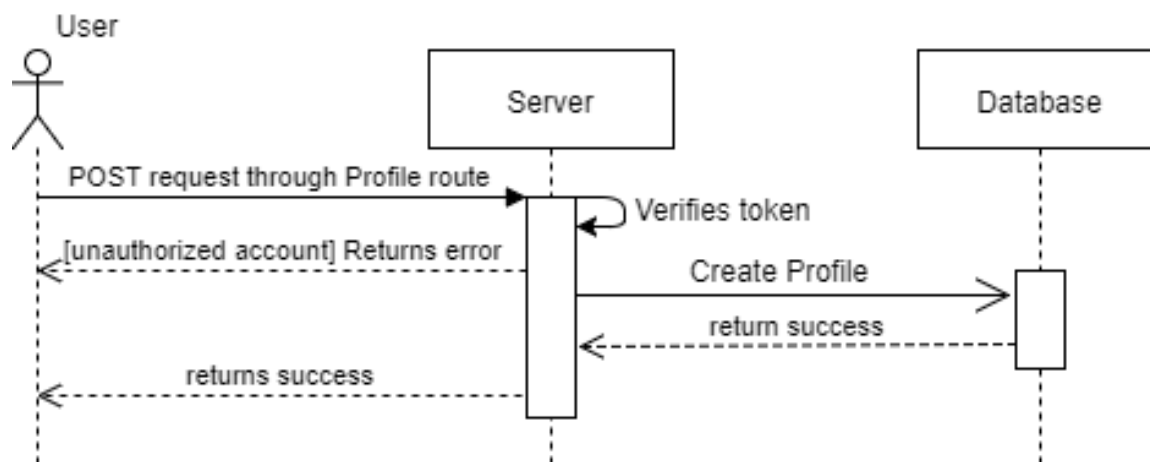 User
Server
Database
POST request through Profile route
Verifies token
[unauthorized account] Returns error
Create Profile
return success
returns success